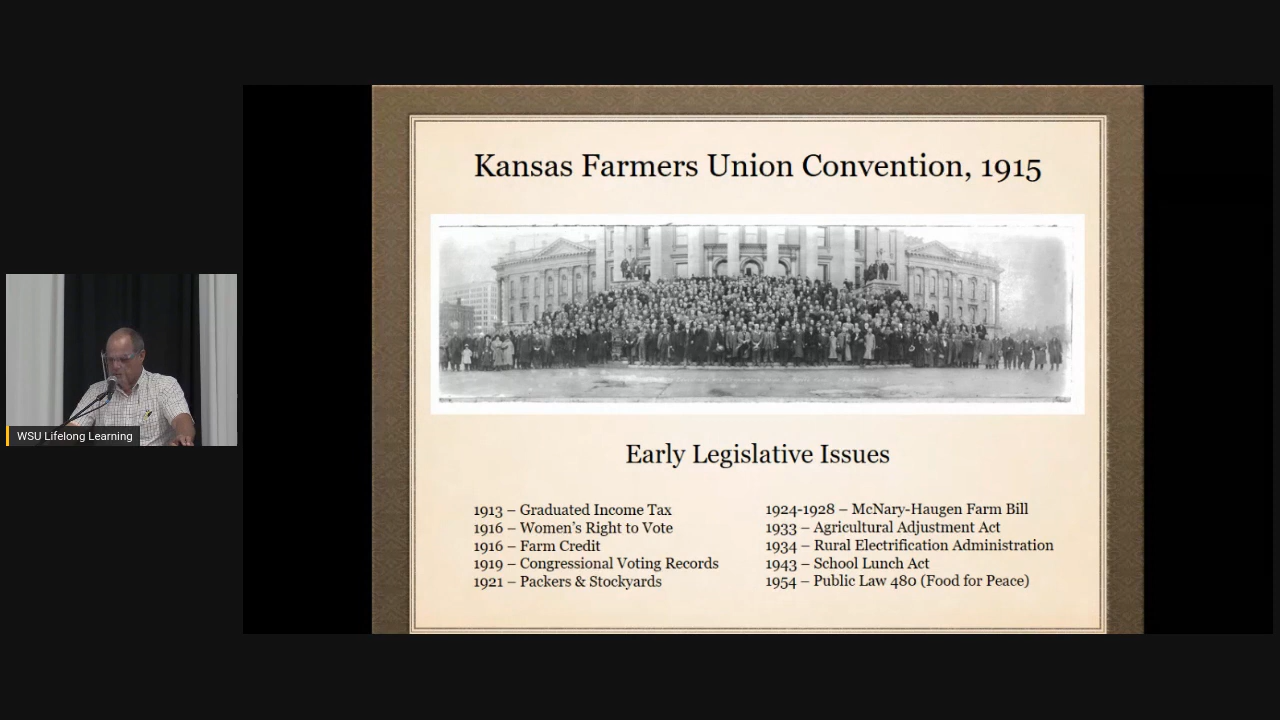 Kansas Farmers Union Convention, 1915
Early Legislative Issues
1913 – Graduated Income Tax
1916 – Women's Right to Vote
1916 – Farm Credit
1919 – Congressional Voting Records
1921 – Packers & Stockyards
1924-1928 – McNary-Haugen Farm Bill
1933 – Agricultural Adjustment Act
1934 – Rural Electrification Administration
1943 – School Lunch Act
1954 – Public Law 480 (Food for Peace)
WSU Lifelong Learning